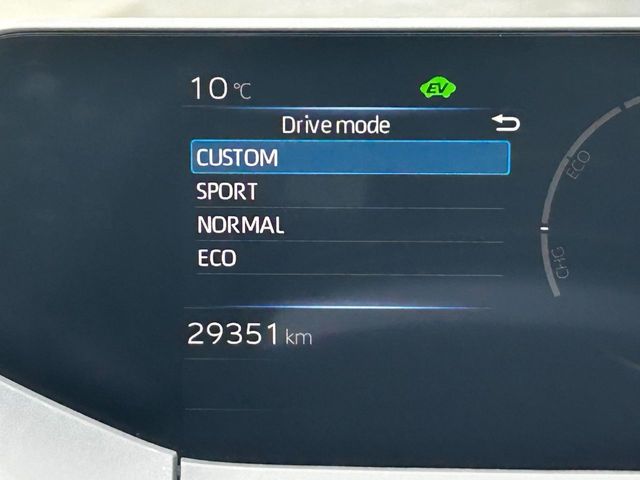 10 °C
EV
Drive mode
CUSTOM
SPORT
NORMAL
ECO
29351 km
ECO
CHG